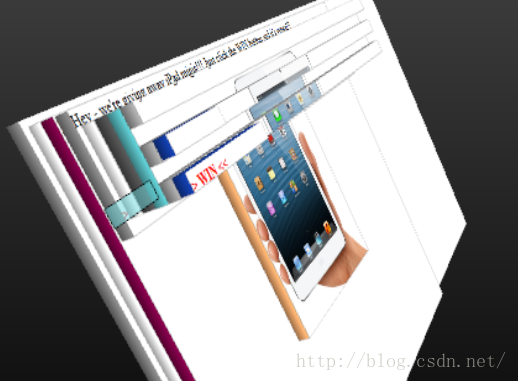 Hey - we're giving away iPad minis!!! Just click the WIN button and it's yours!!!
> WIN <<
http://blog.csdn.net/